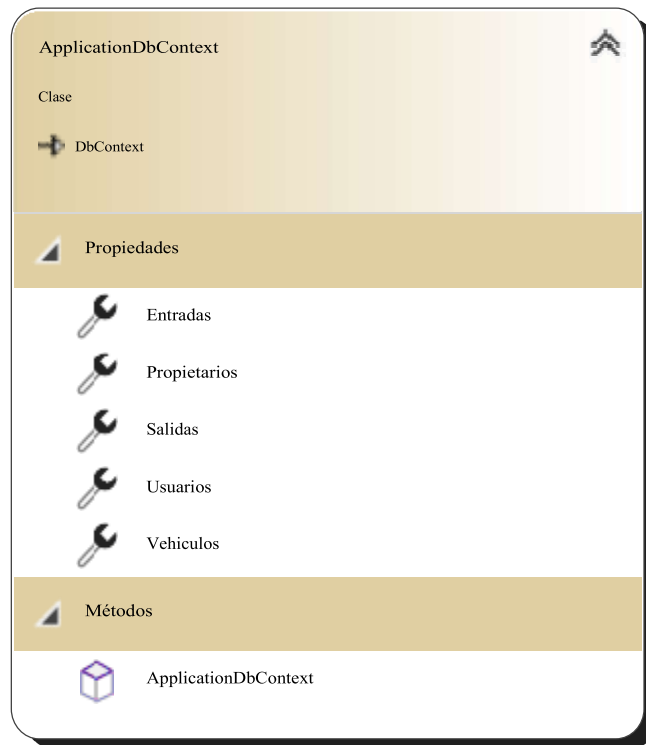 ApplicationDbContext
Clase
DbContext
Propiedades
Entradas
Propietarios
Salidas
Usuarios
Vehiculos
Métodos
ApplicationDbContext